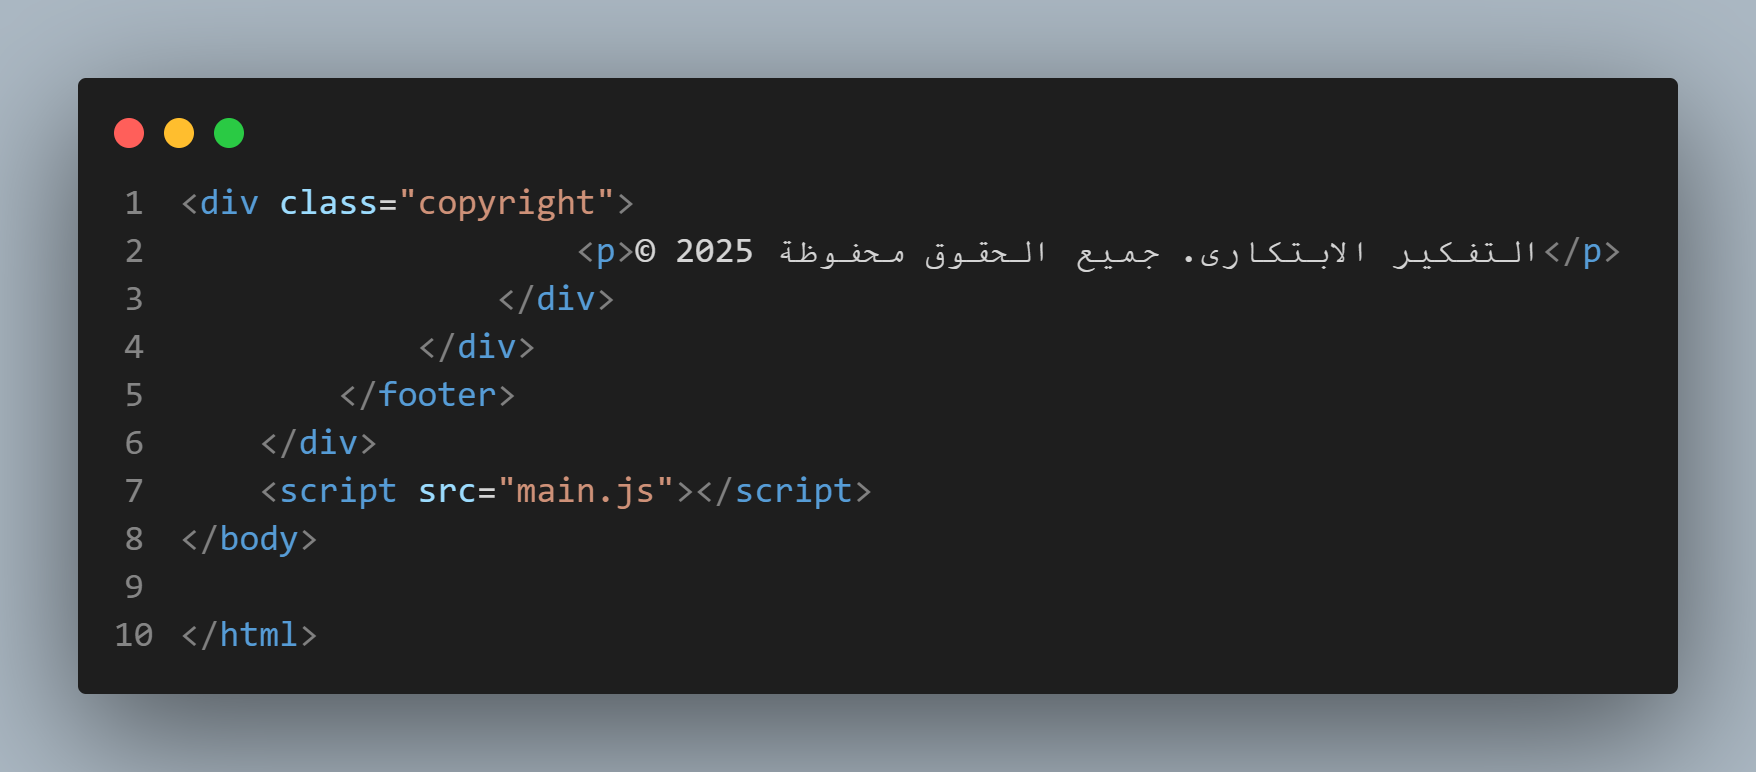 1 <div class="copyright">
2 <p>© 2025 التفكير الابتكارى. جميع الحقوق محفوظة</p>
3 </div>
4 </div>
5 </footer>
6 </div>
7 <script src="main.js"></script>
8 </body>
9
10 </html>